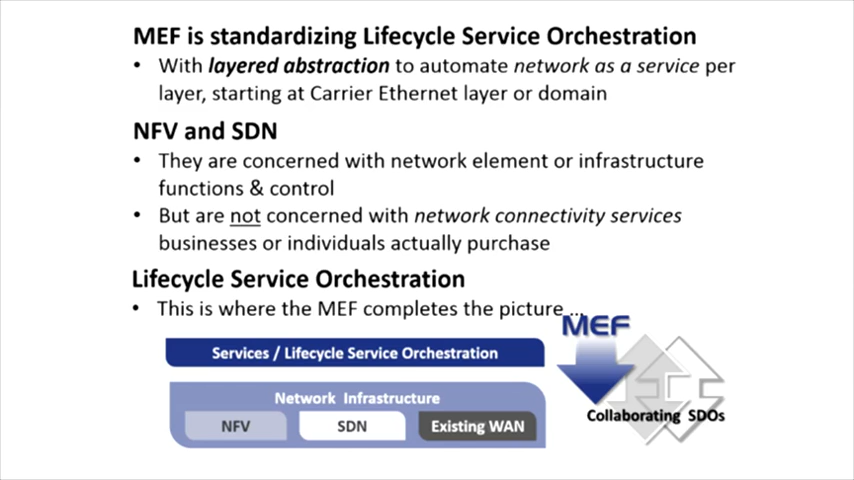 MEF is standardizing Lifecycle Service Orchestration
• With layered abstraction to automate network as a service per
layer, starting at Carrier Ethernet layer or domain
NFV and SDN
• They are concerned with network element or infrastructure
functions & control
• But are not concerned with network connectivity services
businesses or individuals actually purchase
Lifecycle Service Orchestration
• This is where the MEF completes the picture ...
MEF
Services / Lifecycle Service Orchestration
Network Infrastructure
NFV
SDN
Existing WAN
Collaborating SDOs